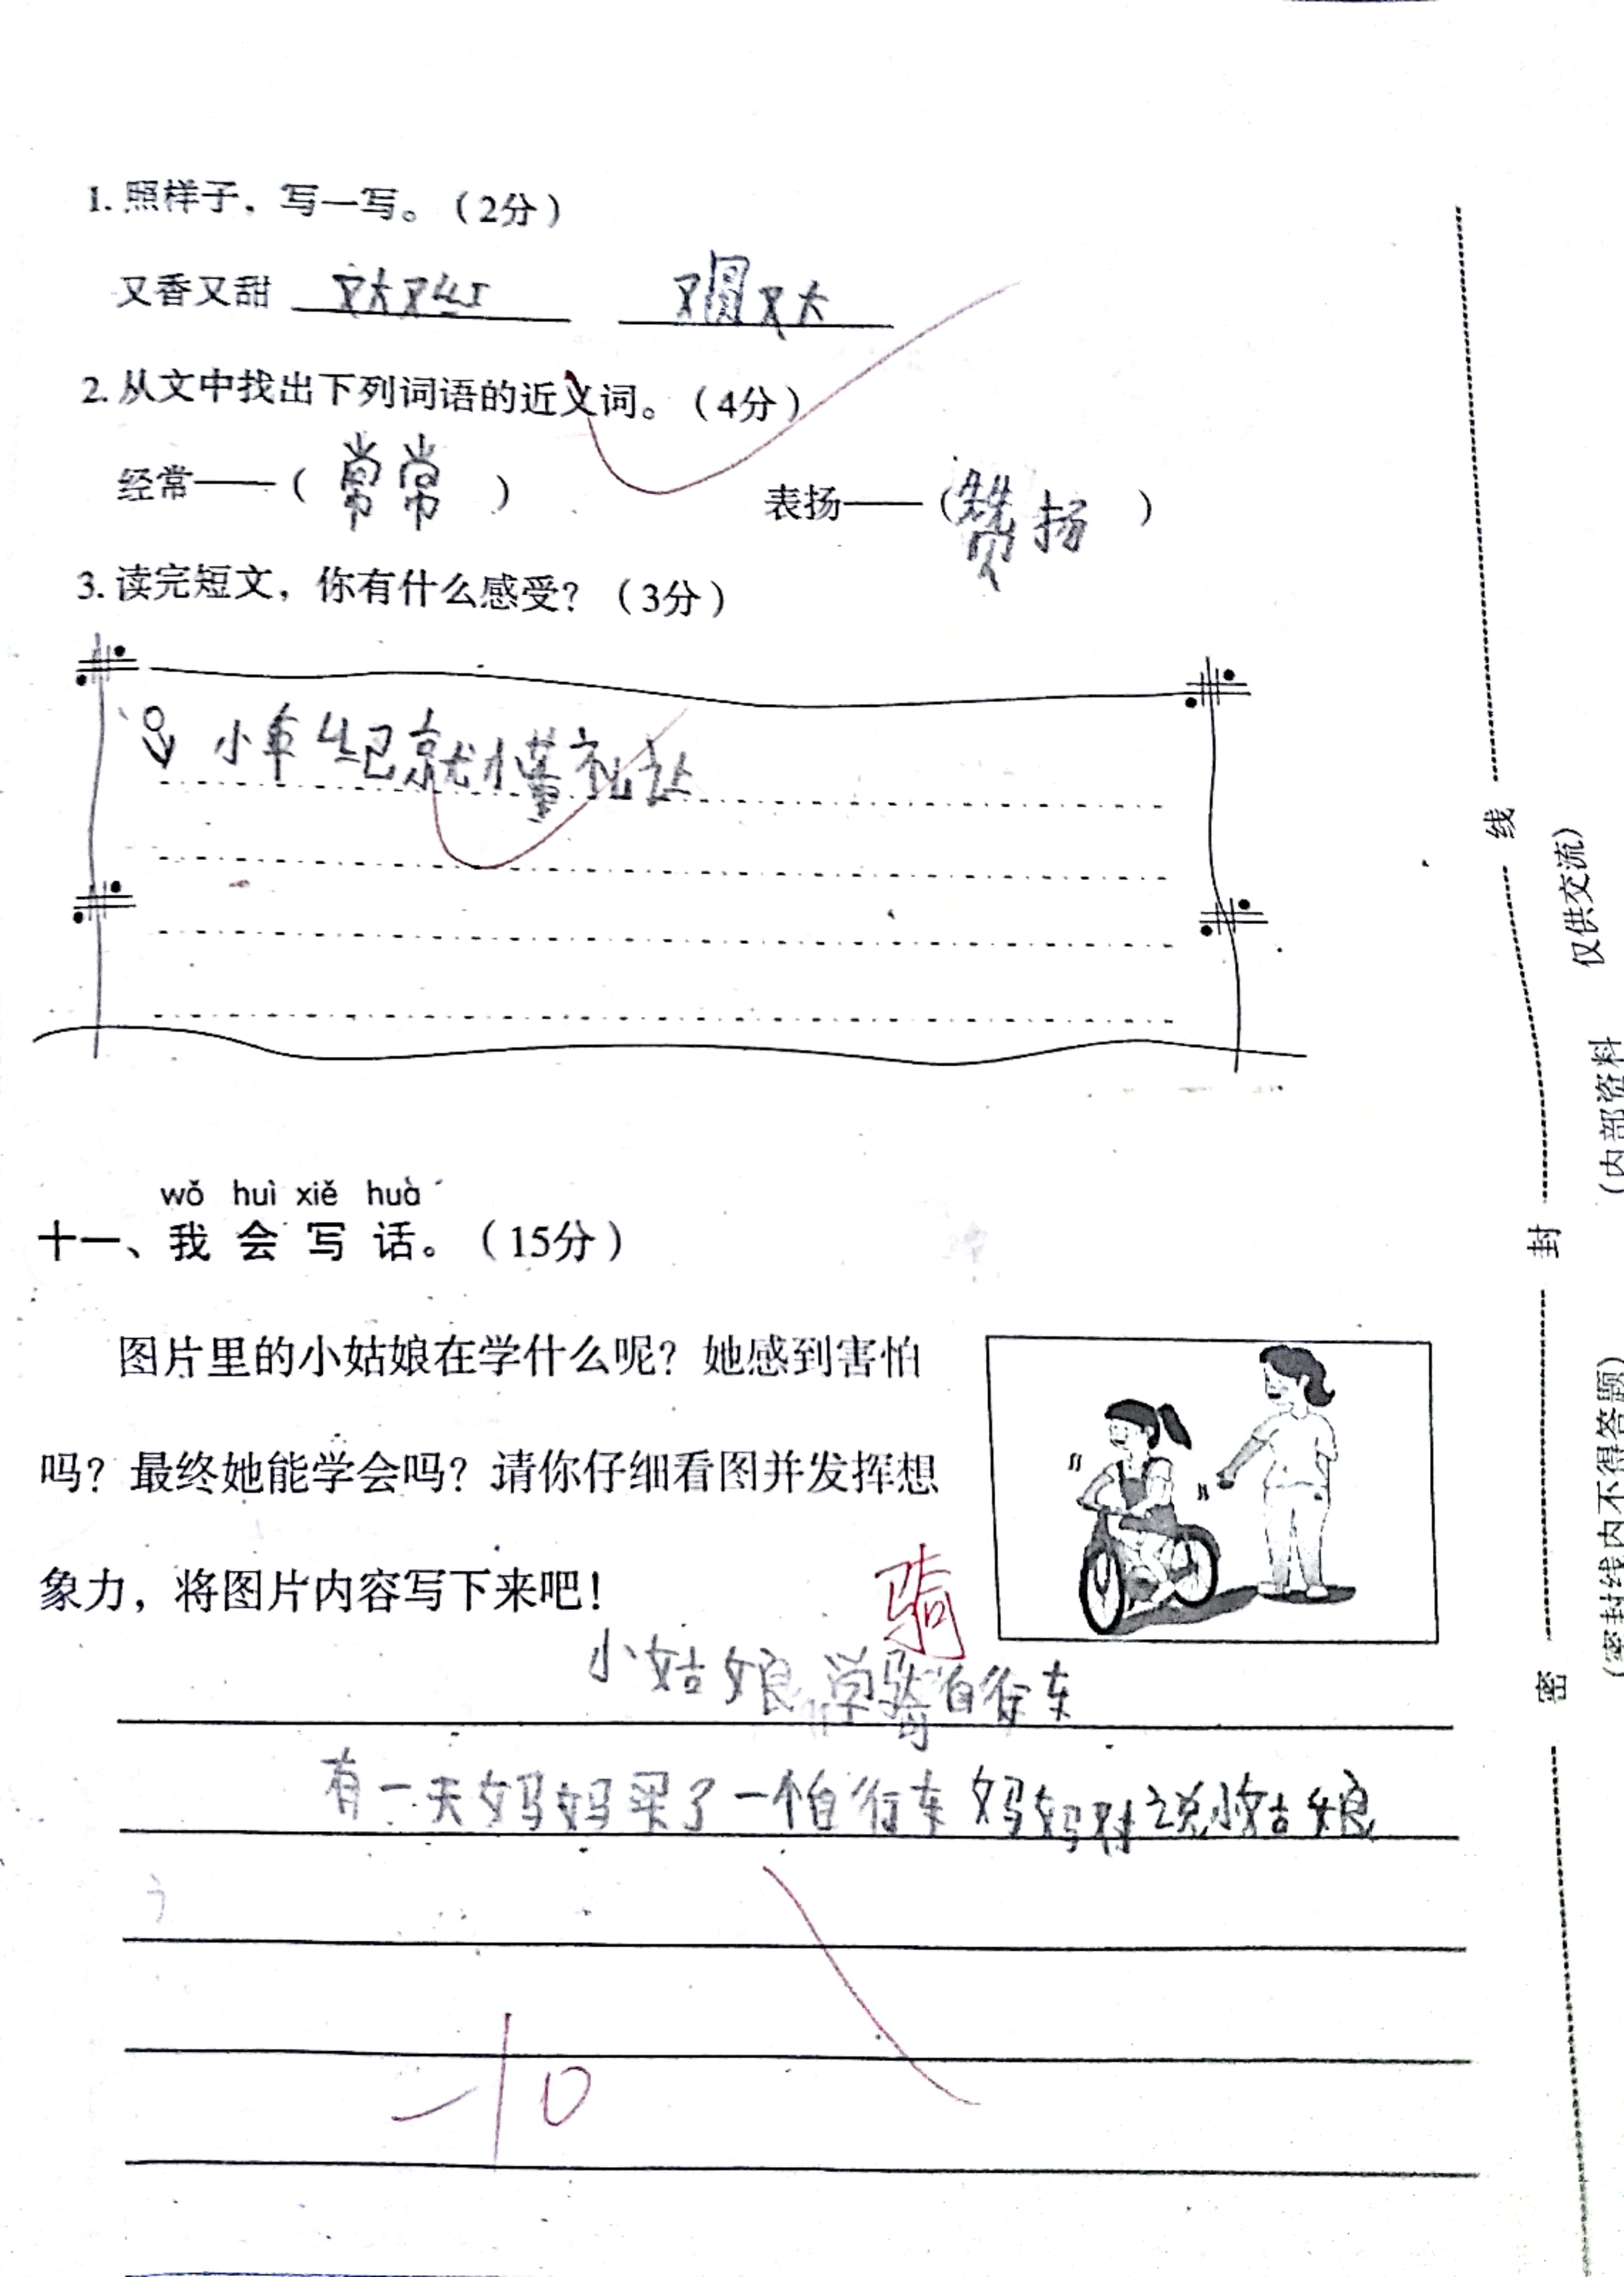 1.照样子，写一写。（2分）
又香又甜 又大又红 又圆又大
2.从文中找出下列词语的近义词。（4分）
经常——（常常） 表扬——（赞扬）
3.读完短文，你有什么感受？（3分）
小年纪就懂礼让
wǒ huì xiě huà
十一、我会写话。（15分）
图片里的小姑娘在学什么呢？她感到害怕
吗？最终她能学会吗？请你仔细看图并发挥想
象力，将图片内容写下来吧！
骑
小姑娘学骑自行车
有一天妈妈买了一个自行车妈妈对说小姑娘
-10
线
封
密
仅供交流）
（内部资料
（密封线内不得答题）